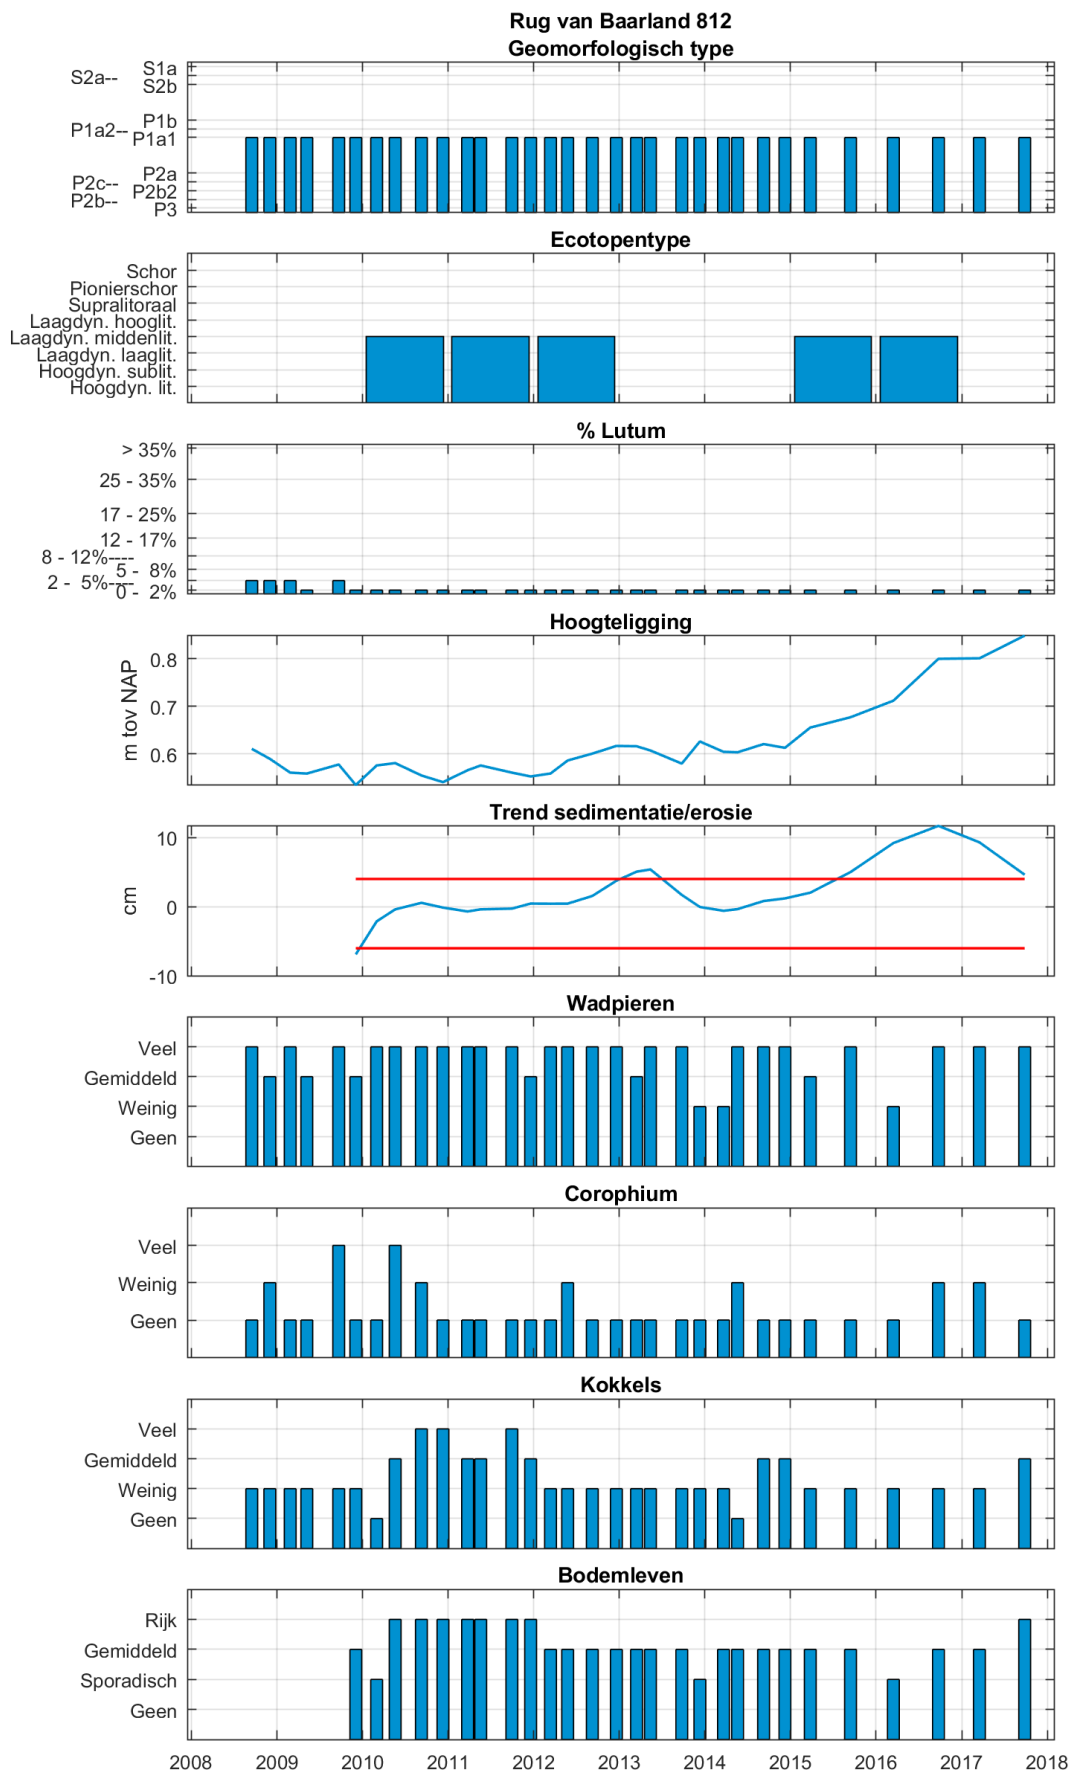 Rug van Baarland 812
Geomorfologisch type
S1a
S2a--
S2b
P1b
P1a2--
P1a1
P2a
P2c--
P2b2
P2b--
P3
Ecotopentype
Schor
Pionierschor
Supralitoraal
Laagdyn. hooglit.
Laagdyn. middenlit.
Laagdyn. laaglit.
Hoogdyn. sublit.
Hoogdyn. lit.
% Lutum
> 35%
25 - 35%
17 - 25%
12 - 17%
8 - 12%----
5 - 8%
2 - 5%----
0 - 2%
Hoogteligging
m tov NAP
0.8
0.7
0.6
Trend sedimentatie/erosie
cm
10
0
-10
Wadpieren
Veel
Gemiddeld
Weinig
Geen
Corophium
Veel
Weinig
Geen
Kokkels
Veel
Gemiddeld
Weinig
Geen
Bodemleven
Rijk
Gemiddeld
Sporadisch
Geen
2008 2009 2010 2011 2012 2013 2014 2015 2016 2017 2018